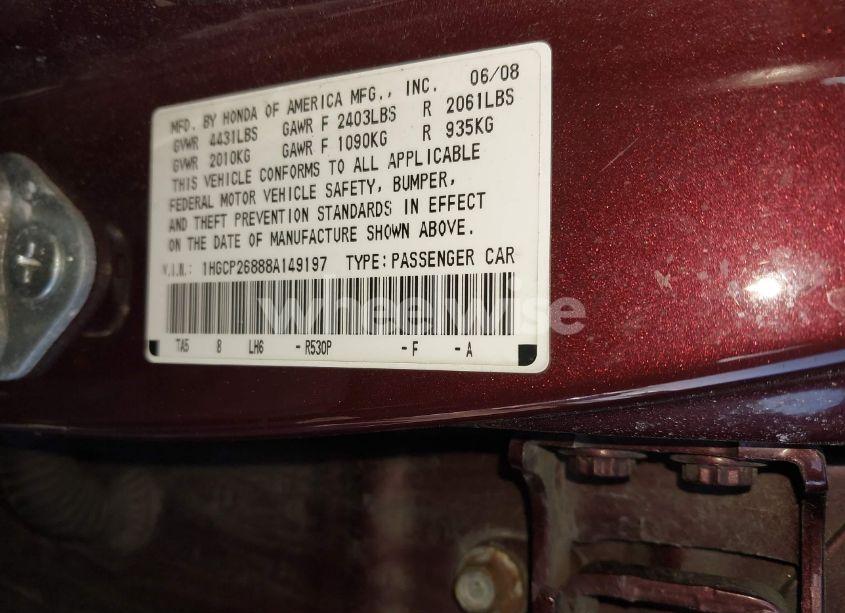 MFD. BY HONDA OF AMERICA MFG., INC. 06/08
GVWR 4431LBS GAWR F 2403LBS R 2061LBS
GVWR 2010KG GAWR F 1090KG R 935KG
THIS VEHICLE CONFORMS TO ALL APPLICABLE
FEDERAL MOTOR VEHICLE SAFETY, BUMPER,
AND THEFT PREVENTION STANDARDS IN EFFECT
ON THE DATE OF MANUFACTURE SHOWN ABOVE.
V.I.N.: 1HGCP26888A149197 TYPE: PASSENGER CAR
wheelwise
TA5 8 LH6 - R530P - F - A